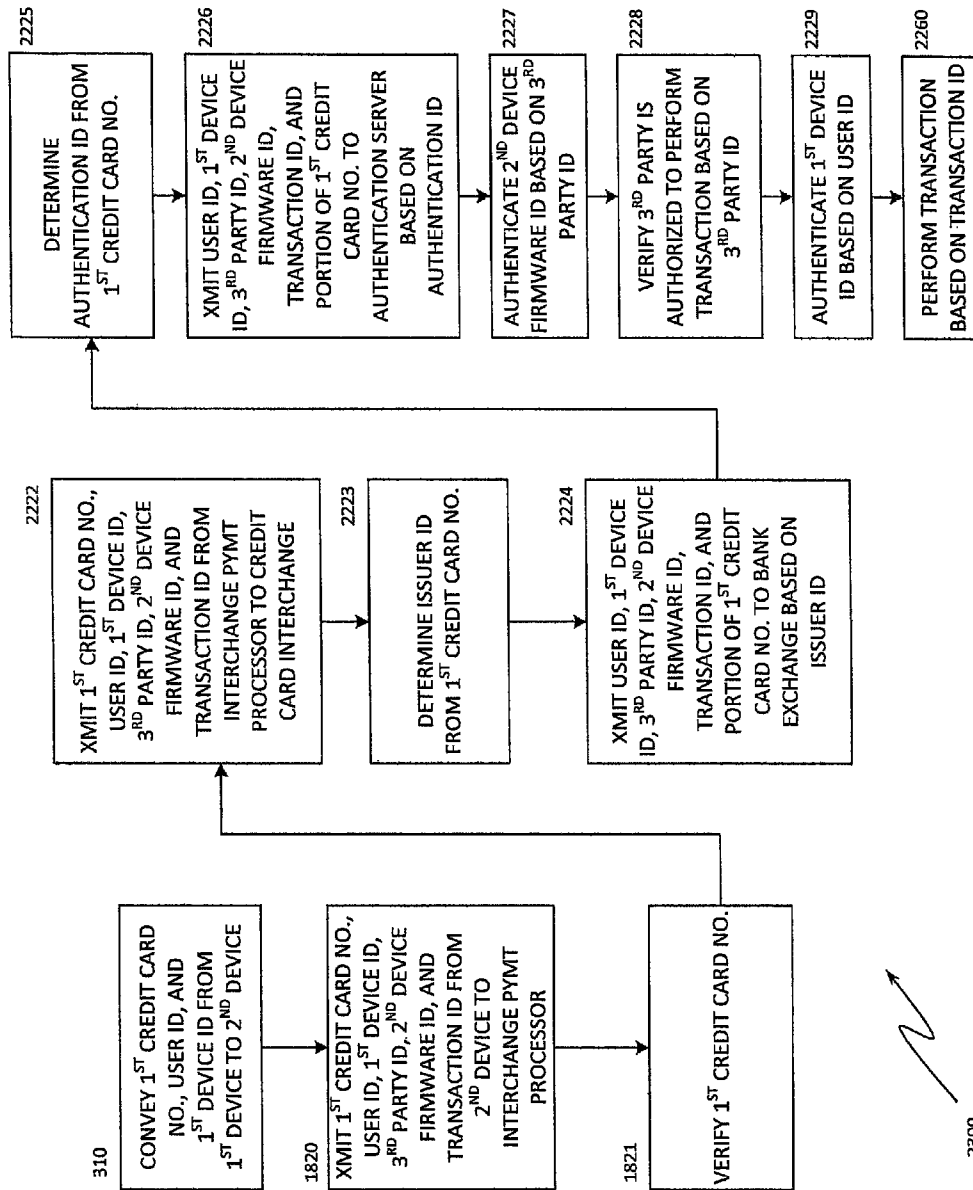 310
CONVEY 1ST CREDIT CARD
NO., USER ID, AND
1ST DEVICE ID FROM
1ST DEVICE TO 2ND DEVICE
1820
XMIT 1ST CREDIT CARD NO.,
USER ID, 1ST DEVICE ID,
3RD PARTY ID, 2ND DEVICE
FIRMWARE ID, AND
TRANSACTION ID FROM
2ND DEVICE TO
INTERCHANGE PYMT
PROCESSOR
1821
VERIFY 1ST CREDIT CARD NO.
2222
XMIT 1ST CREDIT CARD NO.,
USER ID, 1ST DEVICE ID,
3RD PARTY ID, 2ND DEVICE
FIRMWARE ID, AND
TRANSACTION ID FROM
INTERCHANGE PYMT
PROCESSOR TO CREDIT
CARD INTERCHANGE
2223
DETERMINE ISSUER ID
FROM 1ST CREDIT CARD NO.
2224
XMIT USER ID, 1ST DEVICE
ID, 3RD PARTY ID, 2ND DEVICE
FIRMWARE ID,
TRANSACTION ID, AND
PORTION OF 1ST CREDIT
CARD NO. TO BANK
EXCHANGE BASED ON
ISSUER ID
2225
DETERMINE
AUTHENTICATION ID FROM
1ST CREDIT CARD NO.
2226
XMIT USER ID, 1ST DEVICE
ID, 3RD PARTY ID, 2ND DEVICE
FIRMWARE ID,
TRANSACTION ID, AND
PORTION OF 1ST CREDIT
CARD NO. TO
AUTHENTICATION SERVER
BASED ON
AUTHENTICATION ID
2227
AUTHENTICATE 2ND DEVICE
FIRMWARE ID BASED ON 3RD
PARTY ID
2228
VERIFY 3RD PARTY IS
AUTHORIZED TO PERFORM
TRANSACTION BASED ON
3RD PARTY ID
2229
AUTHENTICATE 1ST DEVICE
ID BASED ON USER ID
2260
PERFORM TRANSACTION
BASED ON TRANSACTION ID